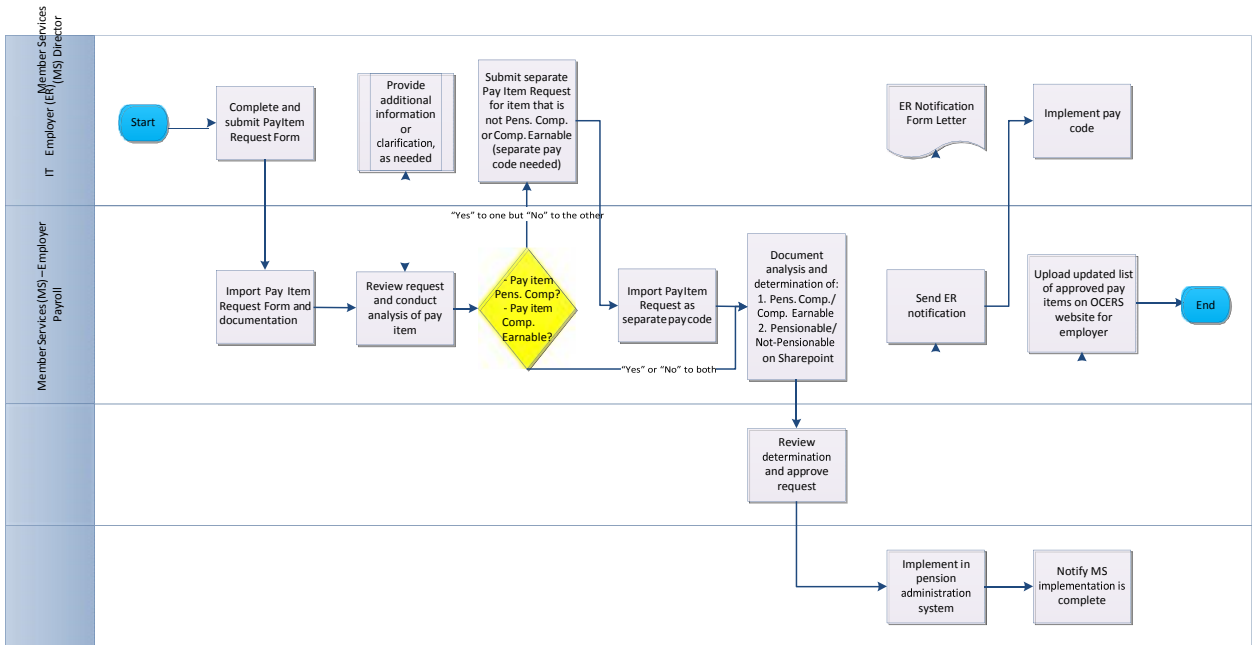 Member Services
(MS) Director
IT Employer (ER)
Start
Complete and
submit PayItem
Request Form
Provide
additional
information
or
clarification,
as needed
Submit separate
Pay Item Request
for item that is
not Pens. Comp.
or Comp. Earnable
(separate pay
code needed)
ER Notification
Form Letter
Implement pay
code
"Yes" to one but "No" to the other
Member Services (MS) – Employer
Payroll
Import Pay Item
Request Form and
documentation
Review request
and conduct
analysis of pay
item
- Pay item
Pens. Comp?
- Pay item
Comp.
Earnable?
Import PayItem
Request as
separate pay code
"Yes" or "No" to both
Document
analysis and
determination of:
1. Pens. Comp./
Comp. Earnable
2. Pensionable/
Not-Pensionable
on Sharepoint
Send ER
notification
Upload updated list
of approved pay
items on OCERS
website for
employer
End
Review
determination
and approve
request
Implement in
pension
administration
system
Notify MS
implementation is
complete